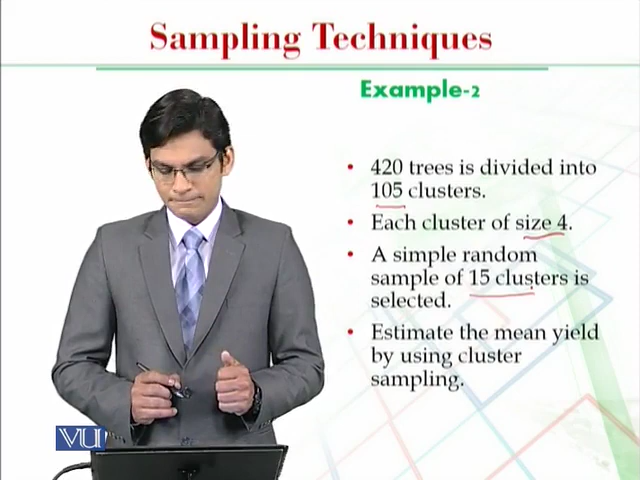 Sampling Techniques
Example-2
• 420 trees is divided into
105 clusters.
• Each cluster of size 4.
• A simple random
sample of 15 clusters is
selected.
• Estimate the mean yield
by using cluster
sampling.
VU